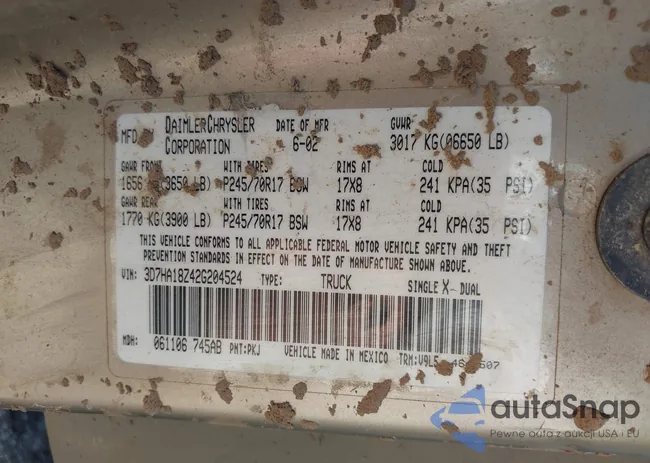 MFD BY DAIMLERCHRYSLER CORPORATION DATE OF MFR 6-02 GVWR 3017 KG(06650 LB)
GAWR FRONT WITH TIRES RIMS AT COLD
1656 (3650 LB) P245/70R17 BSW 17X8 241 KPA(35 PSI)
GAWR REAR WITH TIRES RIMS AT COLD
1770 KG(3900 LB) P245/70R17 BSW 17X8 241 KPA(35 PSI)
THIS VEHICLE CONFORMS TO ALL APPLICABLE FEDERAL MOTOR VEHICLE SAFETY AND THEFT
PREVENTION STANDARDS IN EFFECT ON THE DATE OF MANUFACTURE SHOWN ABOVE.
VIN: 3D7HA18Z42G204524 TYPE: TRUCK SINGLE X DUAL
MDH: 061106 745AB PNT:PKJ VEHICLE MADE IN MEXICO TRM:V9L5
autaSnap
Pewne auta z aukcji USA i EU